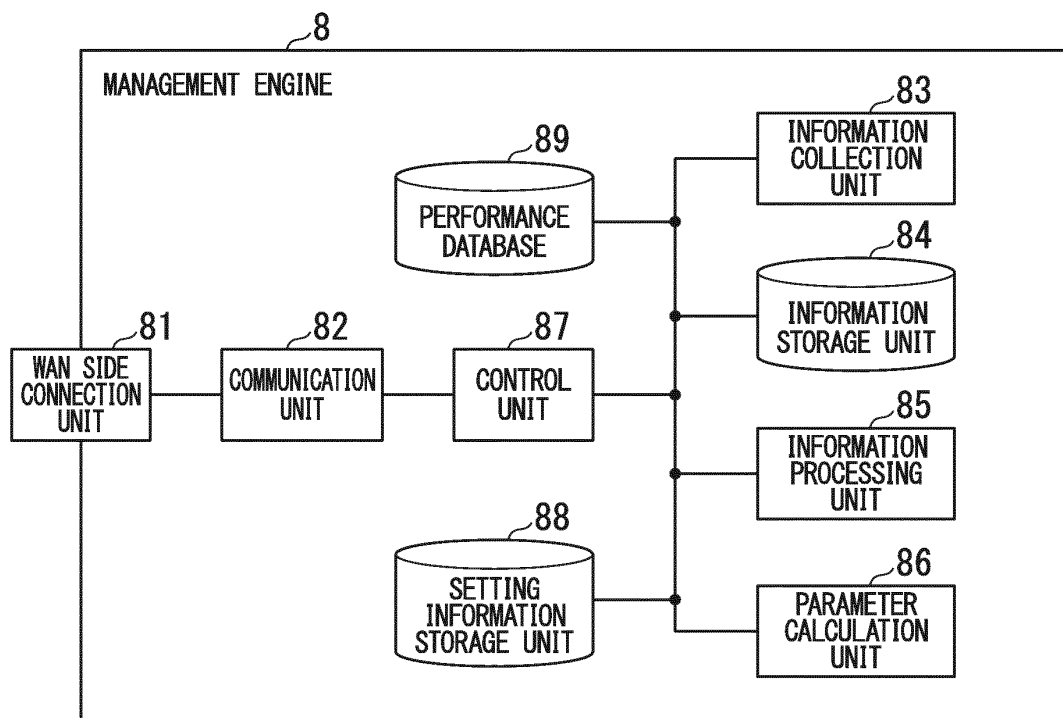 8
MANAGEMENT ENGINE
83
INFORMATION
COLLECTION
UNIT
89
PERFORMANCE
DATABASE
84
INFORMATION
STORAGE UNIT
81
WAN SIDE
CONNECTION
UNIT
82
COMMUNICATION
UNIT
87
CONTROL
UNIT
85
INFORMATION
PROCESSING
UNIT
88
SETTING
INFORMATION
STORAGE UNIT
86
PARAMETER
CALCULATION
UNIT